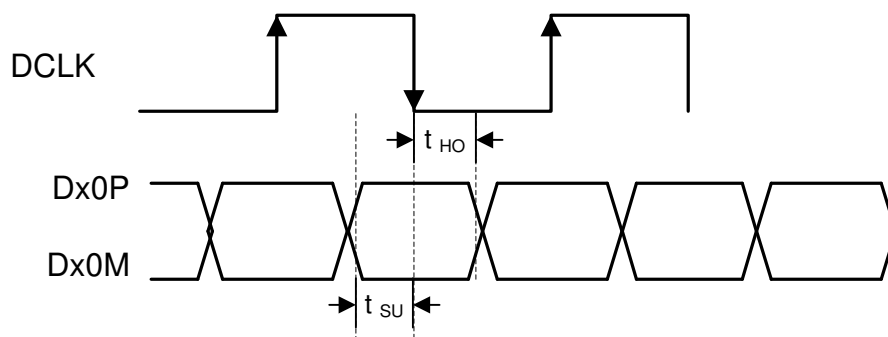 DCLK
t HO
Dx0P
Dx0M
t SU